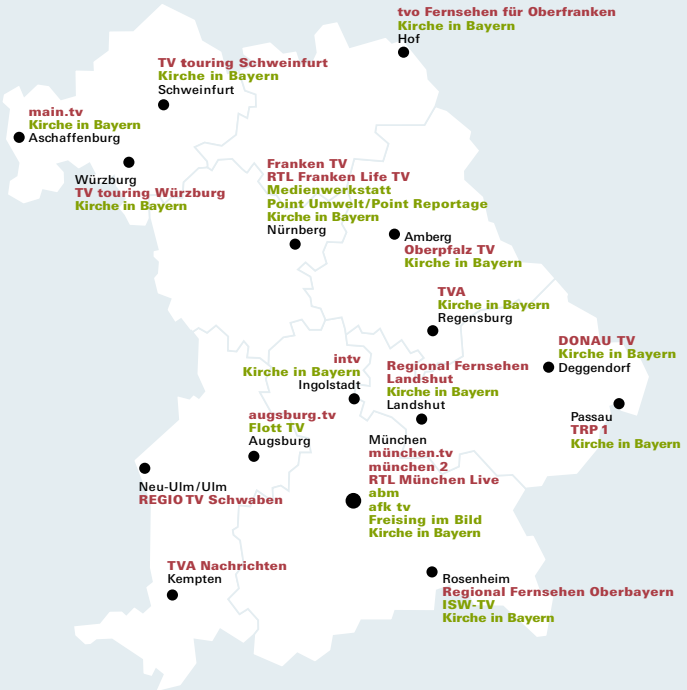 tvo Fernsehen für Oberfranken
Kirche in Bayern
Hof
TV touring Schweinfurt
Kirche in Bayern
Schweinfurt
main.tv
Kirche in Bayern
Aschaffenburg
Würzburg
TV touring Würzburg
Kirche in Bayern
Franken TV
RTL Franken Life TV
Medienwerkstatt
Point Umwelt/Point Reportage
Kirche in Bayern
Nürnberg
Amberg
Oberpfalz TV
Kirche in Bayern
TVA
Kirche in Bayern
Regensburg
DONAU TV
Kirche in Bayern
Deggendorf
intv
Kirche in Bayern
Ingolstadt
Regional Fernsehen
Landshut
Kirche in Bayern
Landshut
Passau
TRP 1
Kirche in Bayern
augsburg.tv
Flott TV
Augsburg
München
münchen.tv
münchen 2
RTL München Live
abm
afk tv
Freising im Bild
Kirche in Bayern
Neu-Ulm/Ulm
REGIO TV Schwaben
TVA Nachrichten
Kempten
Rosenheim
Regional Fernsehen Oberbayern
ISW-TV
Kirche in Bayern